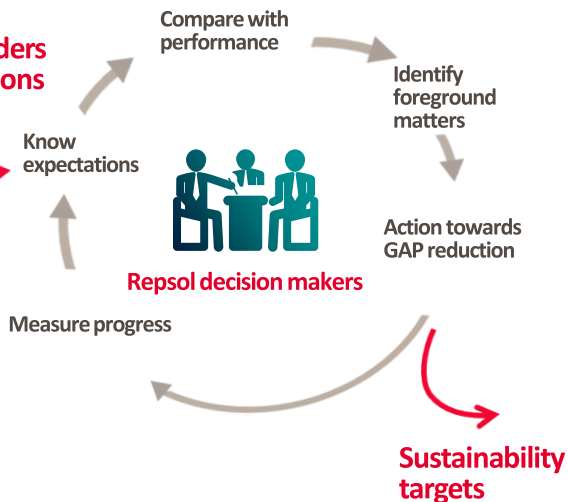 Compare with
performance
ders
ons
Identify
foreground
matters
Know
expectations
Action towards
GAP reduction
Repsol decision makers
Measure progress
Sustainability
targets